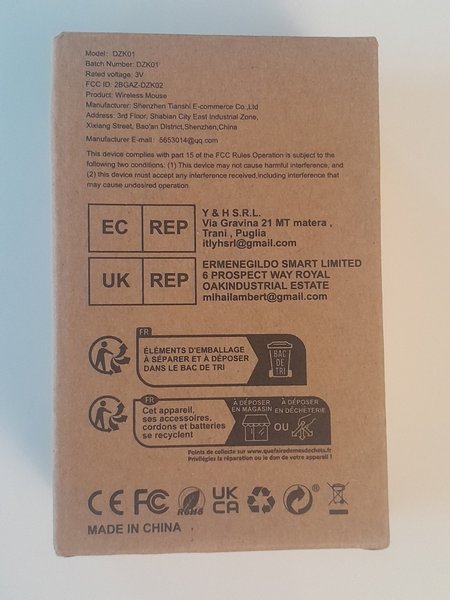 Model: DZK01
Batch Number: DZK01
Rated voltage: 3V
FCC ID: 2BGAZ-DZK02
Product: Wireless Mouse
Manufacturer: Shenzhen Tianshi E-commerce Co.,Ltd
Address: 3rd Floor, Shabian City East Industrial Zone,
Xixiang Street, Bao'an District,Shenzhen,China
Manufacturer E-mail: 5653014@qq.com
This device complies with part 15 of the FCC Rules Operation is subject to the
following two conditions: (1) This device may not cause harmful interference, and
(2) this device must accept any interference received,including interference that
may cause undesired operation
EC REP
Y & H S.R.L.
Via Gravina 21 MT matera ,
Trani , Puglia
itlyhsrl@gmail.com
UK REP
ERMENEGILDO SMART LIMITED
6 PROSPECT WAY ROYAL
OAKINDUSTRIAL ESTATE
mlhailambert@gmail.com
FR
ÉLÉMENTS D'EMBALLAGE
À SÉPARER ET À DÉPOSER
DANS LE BAC DE TRI
BAC
DE
TRI
FR
Cet appareil,
ses accessoires,
cordons et batteries
se recyclent
À DÉPOSER
EN MAGASIN
OU
À DÉPOSER
EN DÉCHÈTERIE
Points de collecte sur www.quefairedemesdechets.fr
Privilégiez la réparation ou le don de votre appareil !
CE FC RoHS UK
CA ®
MADE IN CHINA